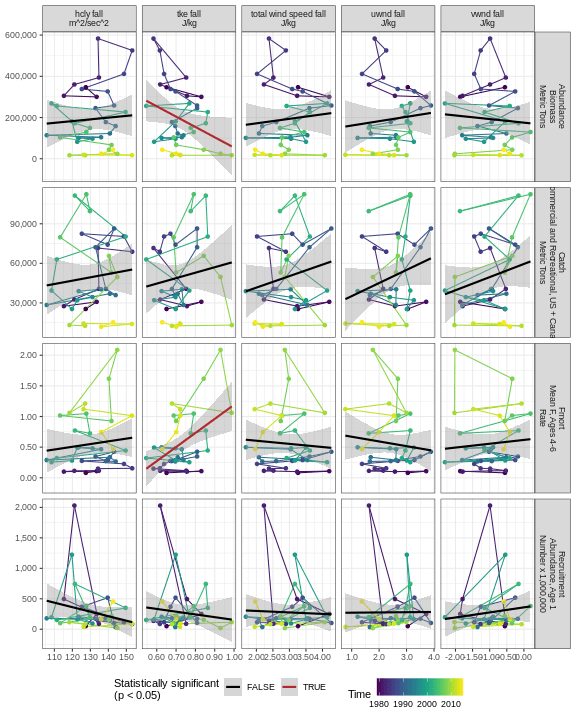 hcly fall
m^2/sec^2
tke fall
J/kg
total wind speed fall
J/kg
uwnd fall
J/kg
vwnd fall
J/kg
600,000
400,000
200,000
0
Abundance
Biomass
Metric Tons
90,000
60,000
30,000
Catch
ommercial and Recreational, US + Cana
Metric Tons
2.00
1.50
1.00
0.50
0.00
Fmort
Mean F, Ages 4-6
Rate
2,000
1,500
1,000
500
0
Recruitment
Abundance, Age 1
Number x 1,000,000
110 120 130 140 150
0.60 0.70 0.80 0.90 1.00
2.00 2.50 3.00 3.50 4.00
1.0 2.0 3.0 4.0
-2.00 -1.50 -1.00 -0.50 0.00
Statistically significant
(p < 0.05)
FALSE
TRUE
Time
1980 1990 2000 2010